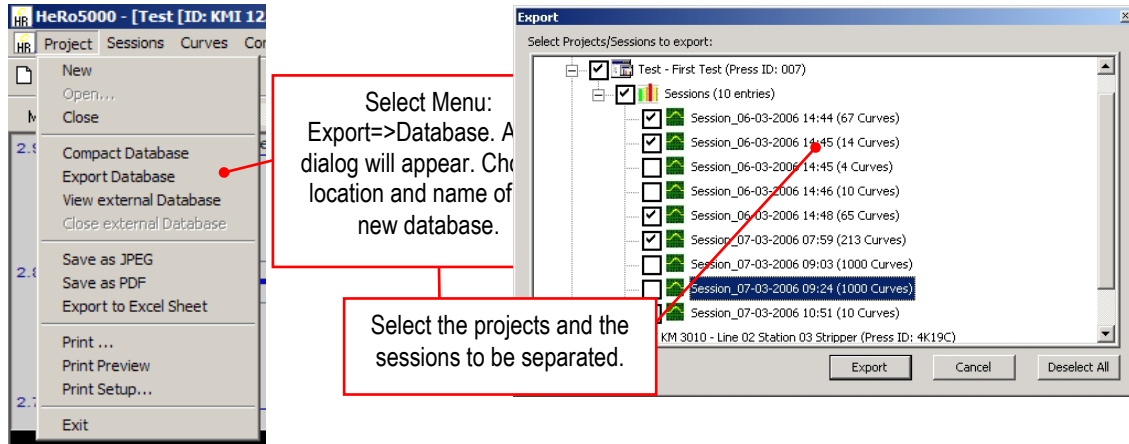 HeRo5000 - [Test [ID: KMI 12
Project Sessions Curves
New
Open...
Close
Compact Database
Export Database
View external Database
Close external Database
Save as JPEG
Save as PDF
Export to Excel Sheet
Print ...
Print Preview
Print Setup...
Exit
Select Menu:
Export=>Database. A
dialog will appear.
location and name of
new database.
Select the projects and the
sessions to be separated.
Export
Select Projects/Sessions to export:
Test - First Test (Press ID: 007)
Sessions (10 entries)
Session_06-03-2006 14:44 (67 Curves)
Session_06-03-2006 14:45 (14 Curves)
Session_06-03-2006 14:45 (4 Curves)
Session_06-03-2006 14:46 (10 Curves)
Session_06-03-2006 14:48 (65 Curves)
Session_07-03-2006 07:59 (213 Curves)
Session_07-03-2006 09:03 (1000 Curves)
Session_07-03-2006 09:24 (1000 Curves)
Session_07-03-2006 10:51 (10 Curves)
KM 3010 - Line 02 Station 03 Stripper (Press ID: 4K19C)
Export Cancel Deselect All